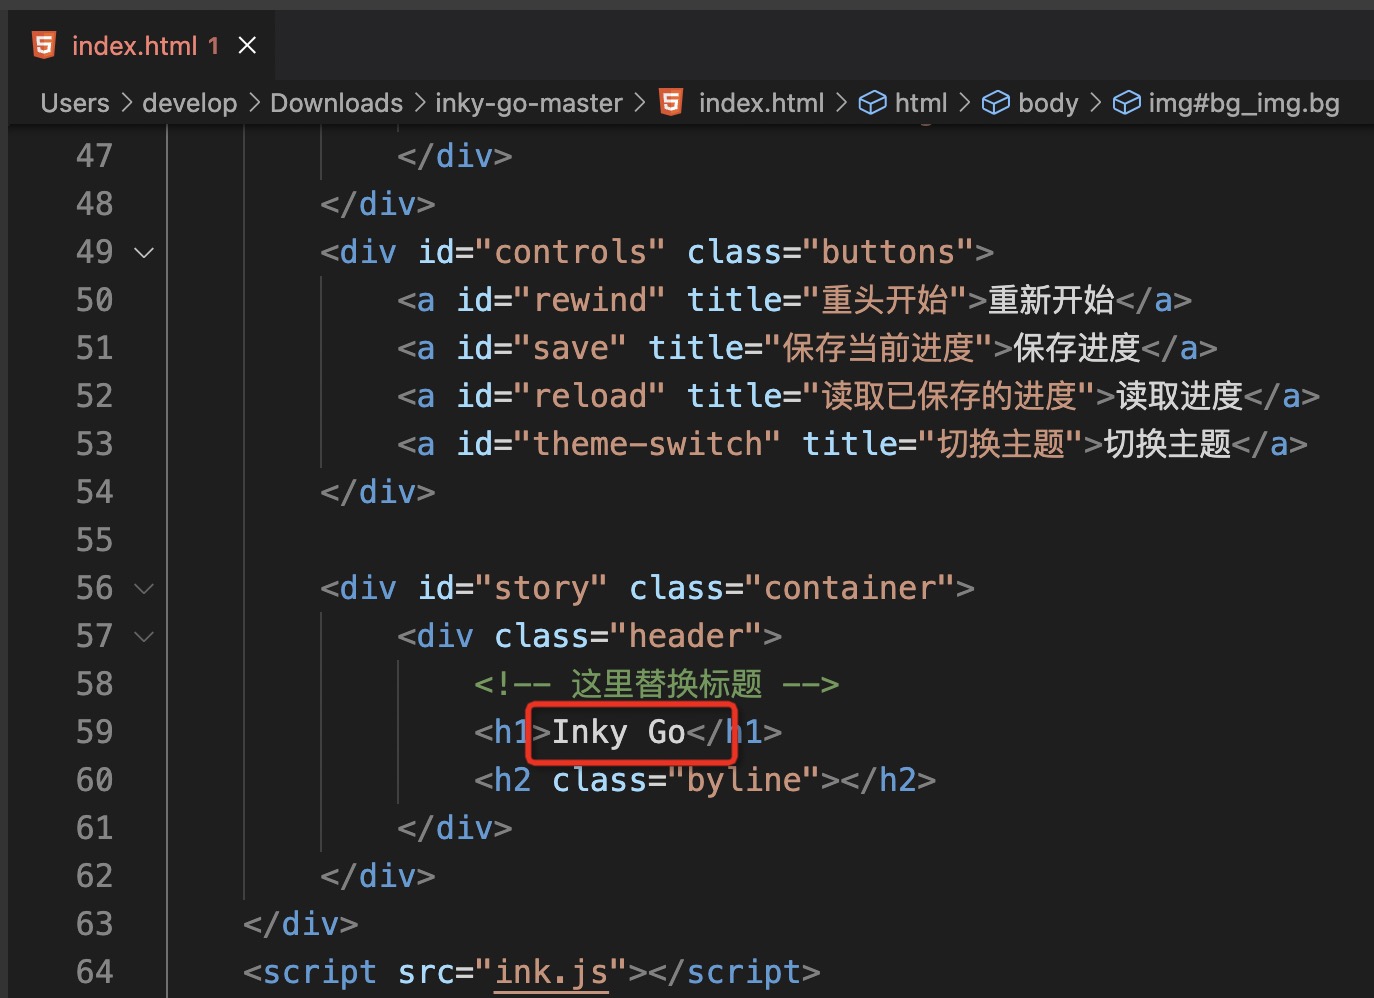 index.html 1
Users > develop > Downloads > inky-go-master > index.html > html > body > img#bg_img.bg
47 </div>
48 </div>
49 <div id="controls" class="buttons">
50 <a id="rewind" title="重头开始">重新开始</a>
51 <a id="save" title="保存当前进度">保存进度</a>
52 <a id="reload" title="读取已保存的进度">读取进度</a>
53 <a id="theme-switch" title="切换主题">切换主题</a>
54 </div>
55
56 <div id="story" class="container">
57 <div class="header">
58 <!-- 这里替换标题 -->
59 <h1>Inky Go</h1>
60 <h2 class="byline"></h2>
61 </div>
62 </div>
63 </div>
64 <script src="ink.js"></script>